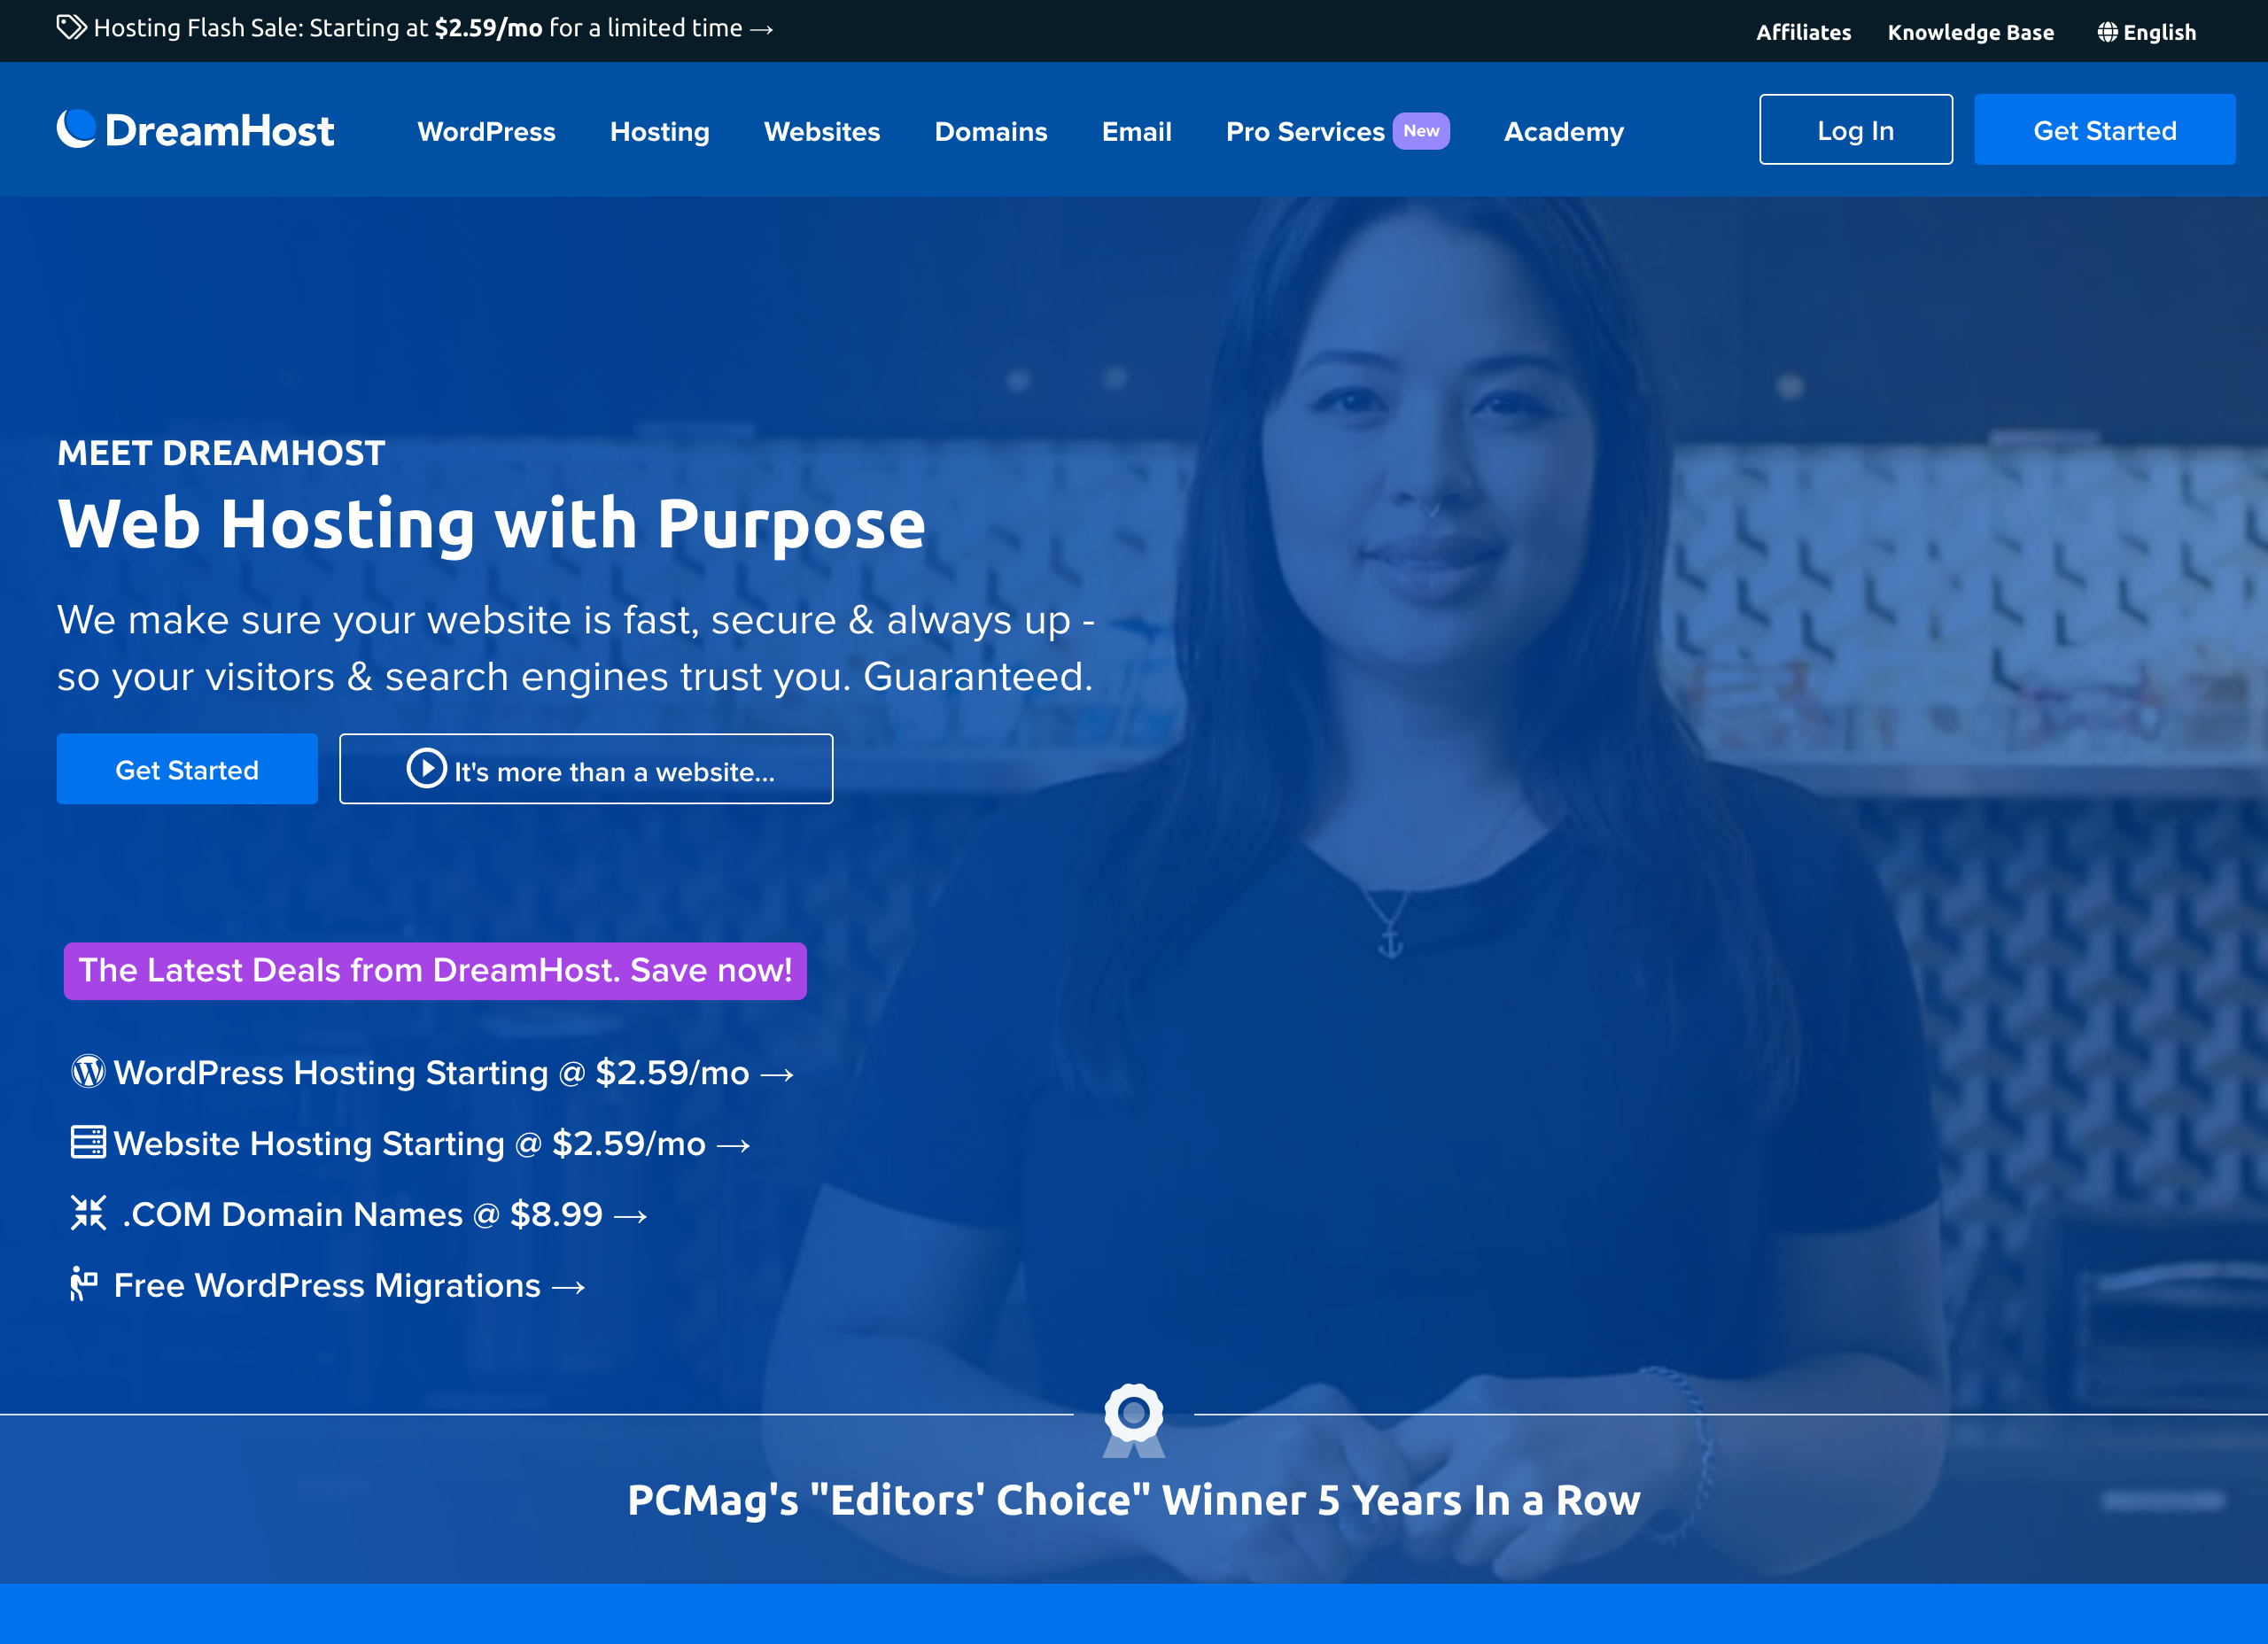 Hosting Flash Sale: Starting at $2.59/mo for a limited time →
Affiliates Knowledge Base English
DreamHost WordPress Hosting Websites Domains Email Pro Services New Academy Log In Get Started
MEET DREAMHOST
Web Hosting with Purpose
We make sure your website is fast, secure & always up -
so your visitors & search engines trust you. Guaranteed.
Get Started It's more than a website...
The Latest Deals from DreamHost. Save now!
WordPress Hosting Starting @ $2.59/mo →
Website Hosting Starting @ $2.59/mo →
.COM Domain Names @ $8.99 →
Free WordPress Migrations →
PCMag's "Editors' Choice" Winner 5 Years In a Row